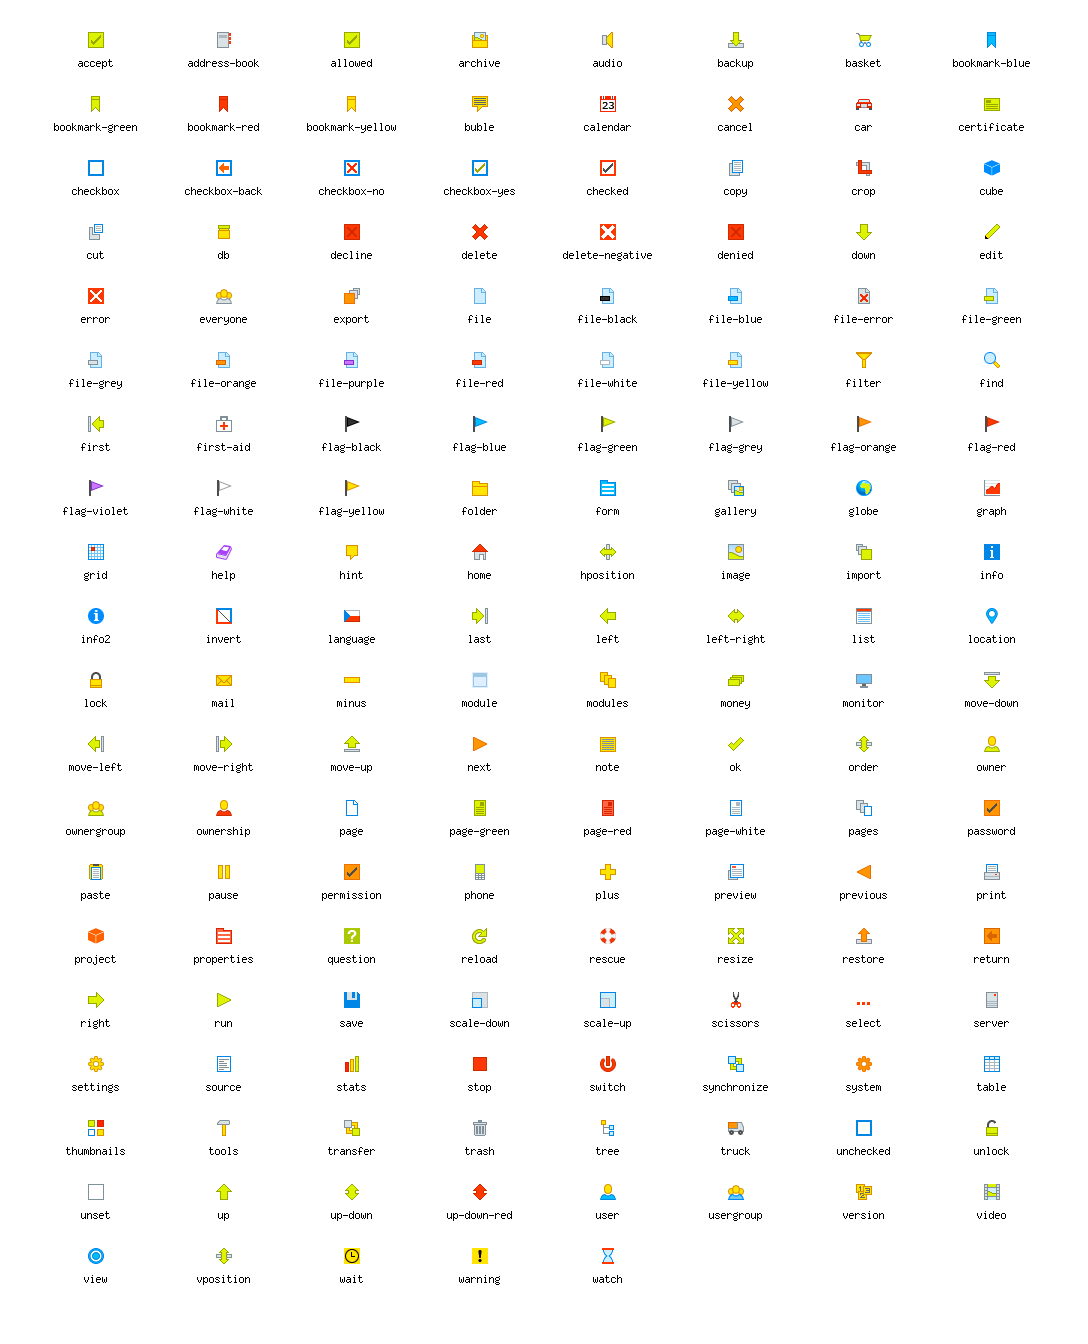 accept address-book allowed archive audio backup basket bookmark-blue
bookmark-green bookmark-red bookmark-yellow buble calendar cancel car certificate
checkbox checkbox-back checkbox-no checkbox-yes checked copy crop cube
cut db decline delete delete-negative denied down edit
error everyone export file file-black file-blue file-error file-green
file-grey file-orange file-purple file-red file-white file-yellow filter find
first first-aid flag-black flag-blue flag-green flag-grey flag-orange flag-red
flag-violet flag-white flag-yellow folder form gallery globe graph
grid help hint home hposition image import info
info2 invert language last left left-right list location
lock mail minus module modules money monitor move-down
move-left move-right move-up next note ok order owner
ownergroup ownership page page-green page-red page-white pages password
paste pause permission phone plus preview previous print
project properties question reload rescue resize restore return
right run save scale-down scale-up scissors select server
settings source stats stop switch synchronize system table
thumbnails tools transfer trash tree truck unchecked unlock
unset up up-down up-down-red user usergroup version video
view vposition wait warning watch